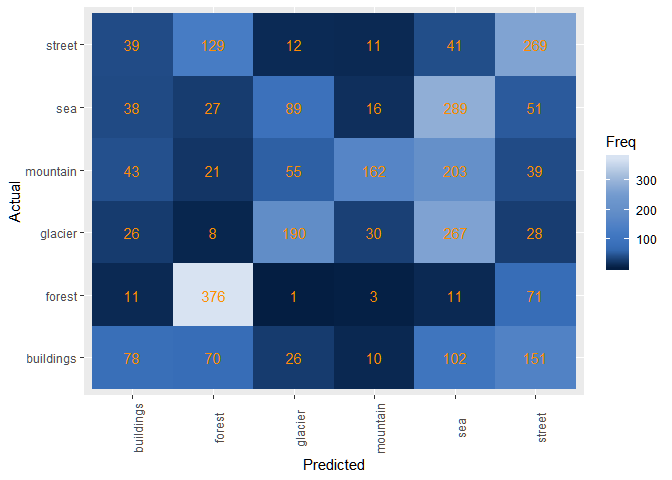 street 39 129 12 11 41 269
sea 38 27 89 16 289 51
mountain 43 21 55 162 203 39
glacier 26 8 190 30 267 28
forest 11 376 1 3 11 71
buildings 78 70 26 10 102 151
buildings forest glacier mountain sea street
Predicted
Actual
Freq
300
200
100